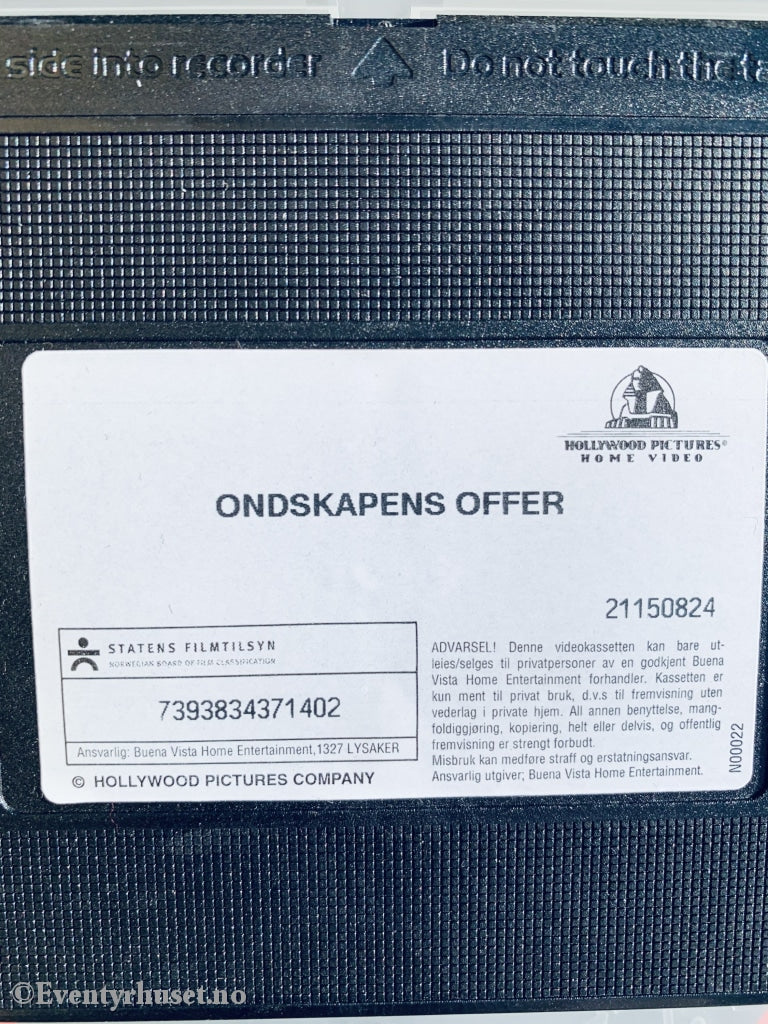 side into recorder Do not touch the ta
HOLLYWOOD PICTURES®
HOME VIDEO
ONDSKAPENS OFFER
21150824
STATENS FILMTILSYN
NORWEGIAN BOARD OF FILM CLASSIFICATION
7393834371402
Ansvarlig: Buena Vista Home Entertainment,1327 LYSAKER
© HOLLYWOOD PICTURES COMPANY
ADVARSEL! Denne videokassetten kan bare ut-
leies/selges til privatpersoner av en godkjent Buena
Vista Home Entertainment forhandler. Kassetten er
kun ment til privat bruk, d.v.s til fremvisning uten
vederlag i private hjem. All annen benyttelse, mang-
foldiggjøring, kopiering, helt eller delvis, og offentlig
fremvisning er strengt forbudt.
Misbruk kan medføre straff og erstatningsansvar.
Ansvarlig utgiver; Buena Vista Home Entertainment.
N00022
©Eventyrhuset.no